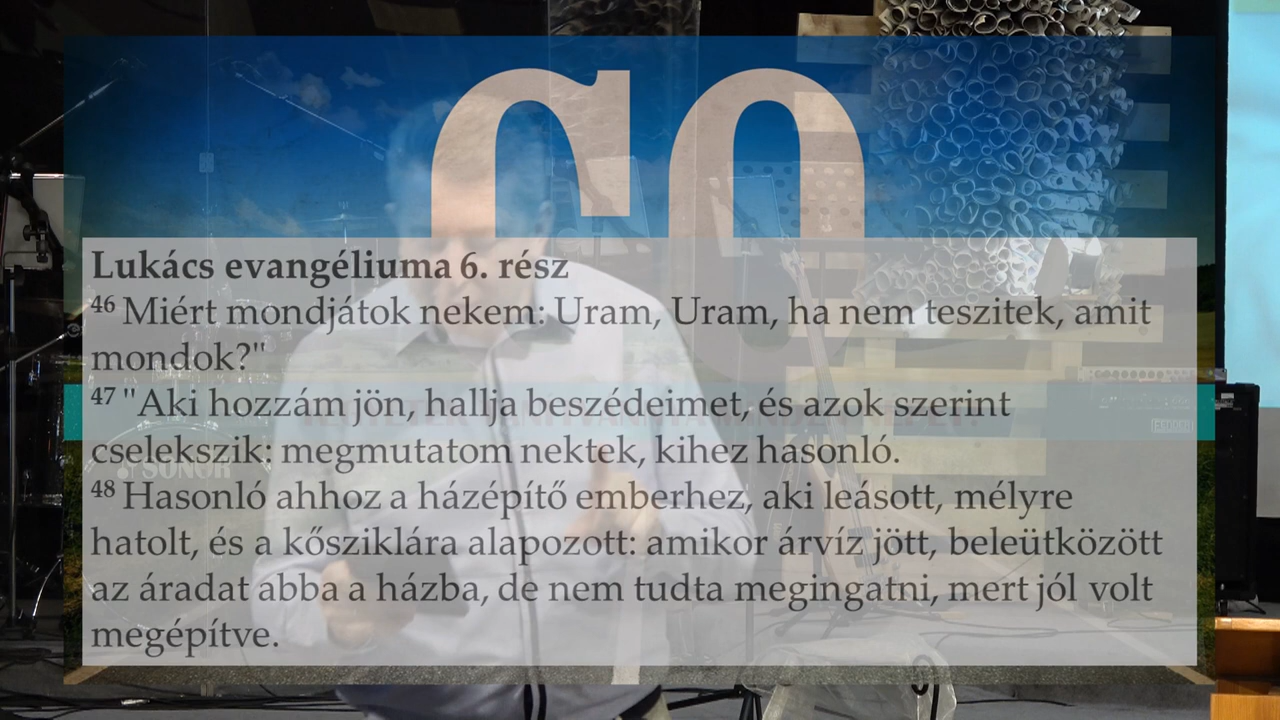 GO
Lukács evangéliuma 6. rész
46 Miért mondjátok nekem: Uram, Uram, ha nem teszitek, amit
mondok?"
47 "Aki hozzám jön, hallja beszédeimet, és azok szerint
cselekszik: megmutatom nektek, kihez hasonló.
48 Hasonló ahhoz a házépítő emberhez, aki leásott, mélyre
hatolt, és a kősziklára alapozott: amikor árvíz jött, beleütközött
az áradat abba a házba, de nem tudta megingatni, mert jól volt
megépítve.
SONOR